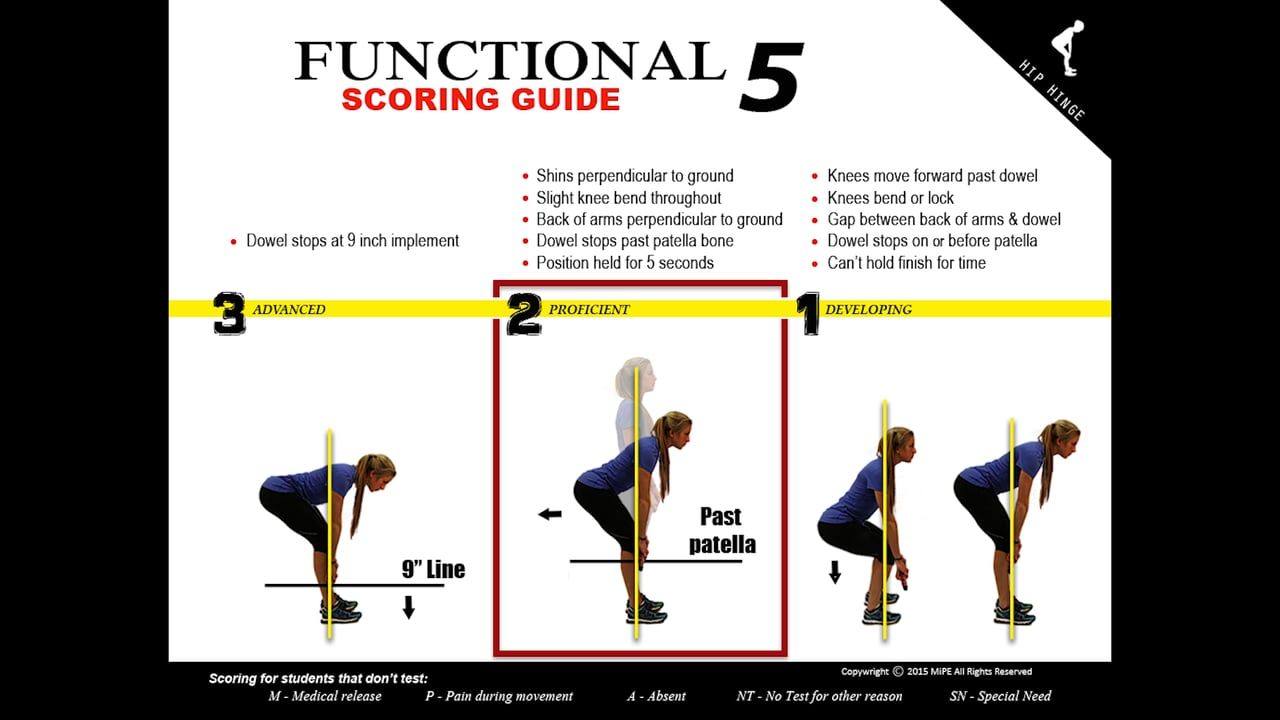 FUNCTIONAL 5
SCORING GUIDE
HIP HINGE
• Dowel stops at 9 inch implement
• Shins perpendicular to ground
• Slight knee bend throughout
• Back of arms perpendicular to ground
• Dowel stops past patella bone
• Position held for 5 seconds
• Knees move forward past dowel
• Knees bend or lock
• Gap between back of arms & dowel
• Dowel stops on or before patella
• Can't hold finish for time
3 ADVANCED
2 PROFICIENT
1 DEVELOPING
9" Line
Past
patella
Copyright © 2015 MiPE All Rights Reserved
Scoring for students that don't test:
M - Medical release P - Pain during movement A - Absent NT - No Test for other reason SN - Special Need